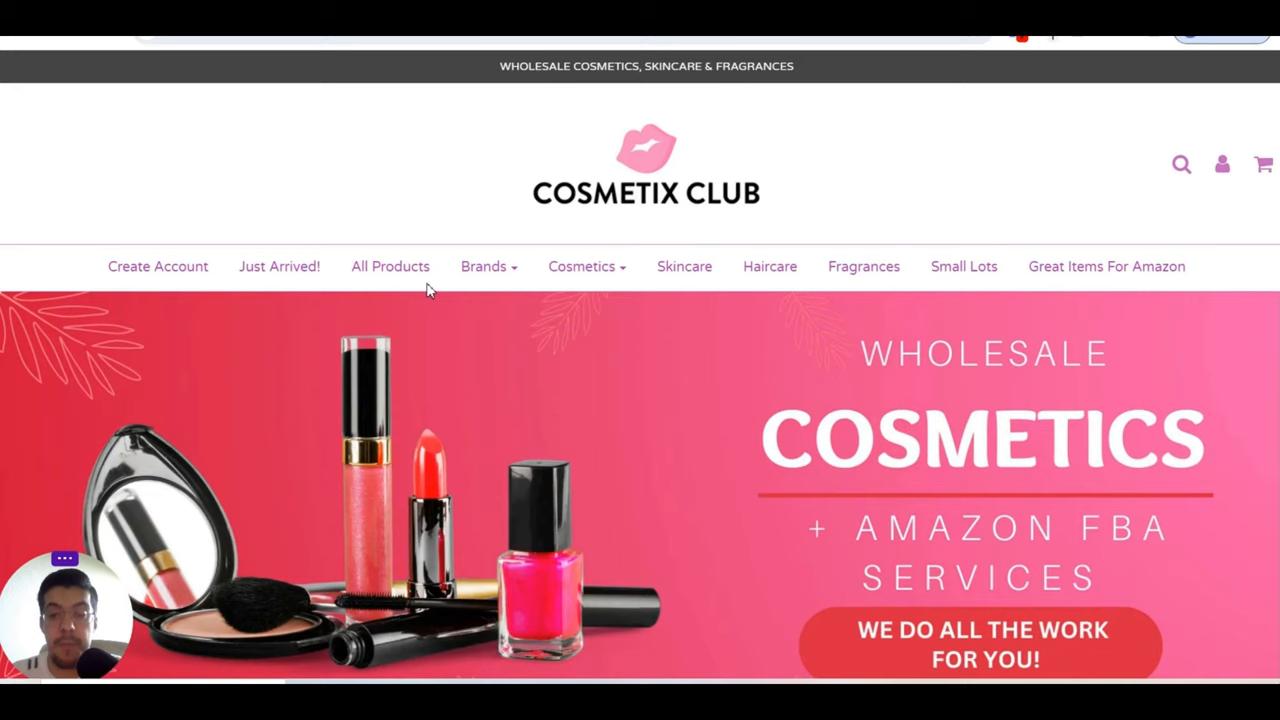 WHOLESALE COSMETICS, SKINCARE & FRAGRANCES
COSMETIX CLUB
Create Account Just Arrived! All Products Brands Cosmetics Skincare Haircare Fragrances Small Lots Great Items For Amazon
WHOLESALE
COSMETICS
+ AMAZON FBA
SERVICES
WE DO ALL THE WORK
FOR YOU!